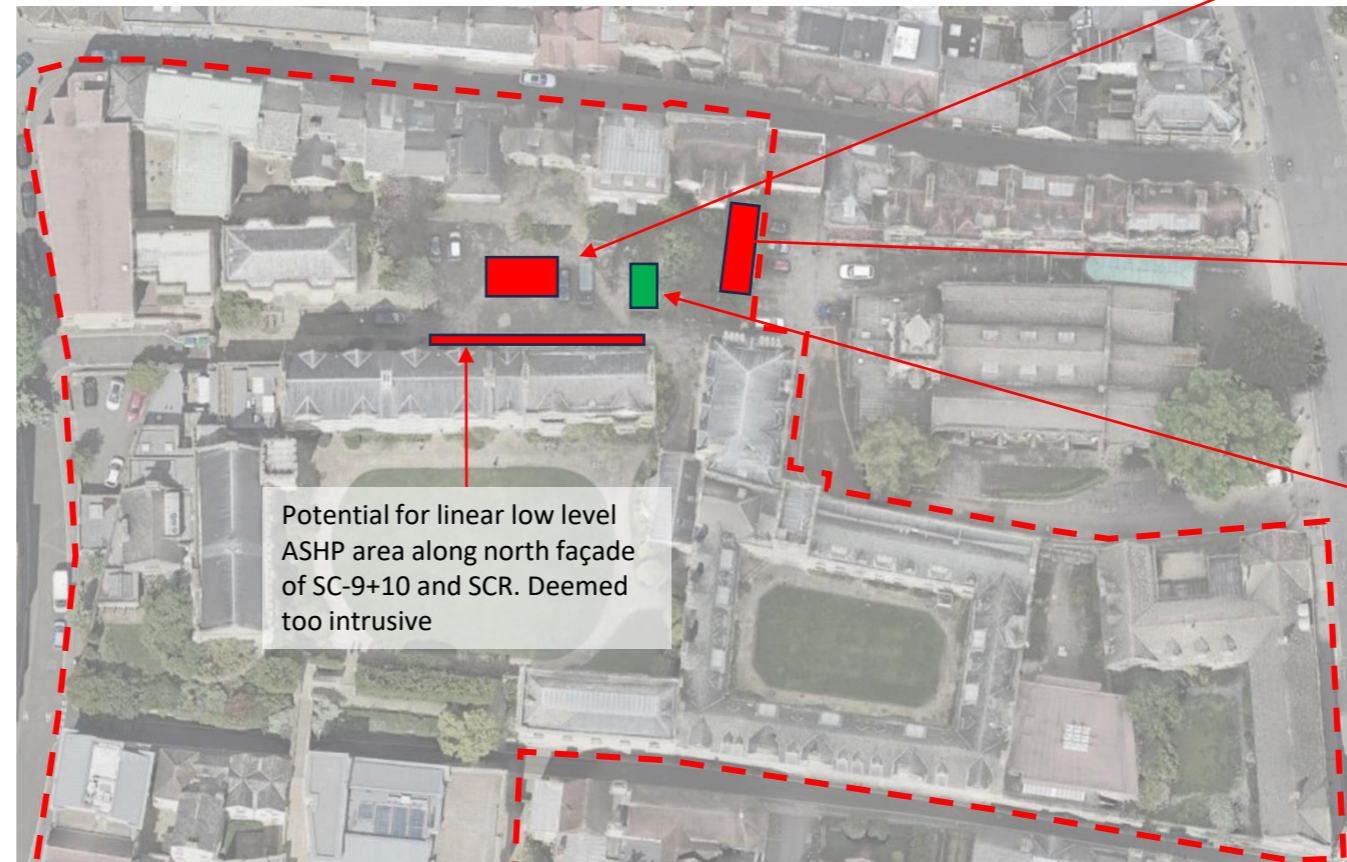 Potential for linear low level
ASHP area along north façade
of SC-9+10 and SCR. Deemed
too intrusive